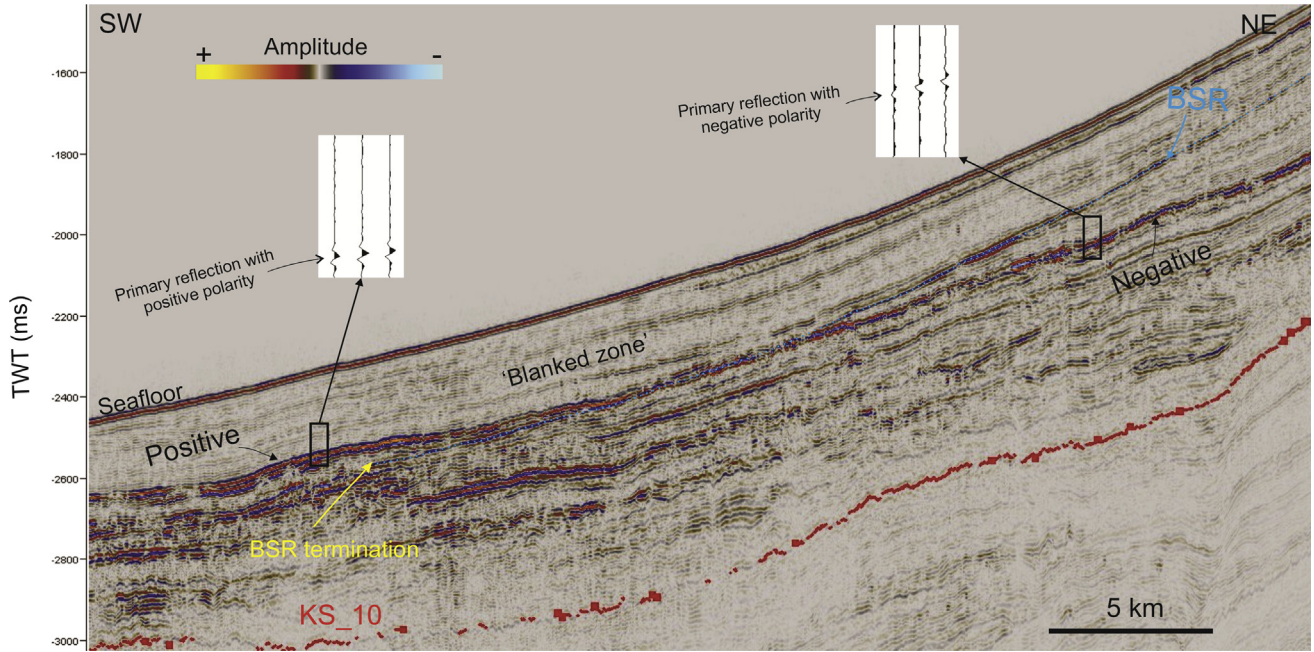 SW
NE
+
Amplitude
-
-1600
-1800
-2000
-2200
-2400
-2600
-2800
-3000
TWT (ms)
Primary reflection with
negative polarity
BSR
Primary reflection with
positive polarity
Negative
'Blanked zone'
Seafloor
Positive
BSR termination
KS_10
5 km